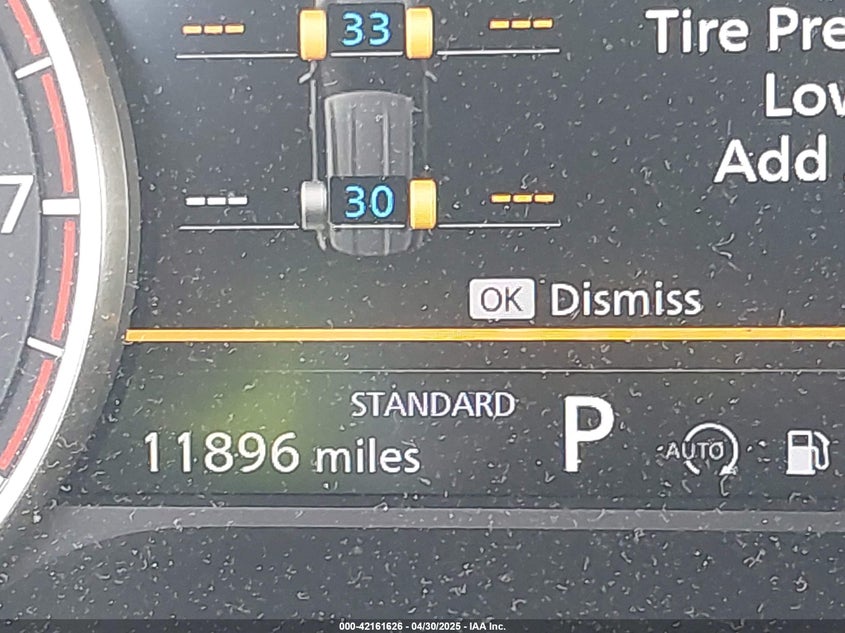 --- 33 ---
Tire Pre
Low
Add
--- 30 ---
7
OK Dismiss
STANDARD
11896 miles
P
AUTO
000-42161626 - 04/30/2025 - IAA Inc.